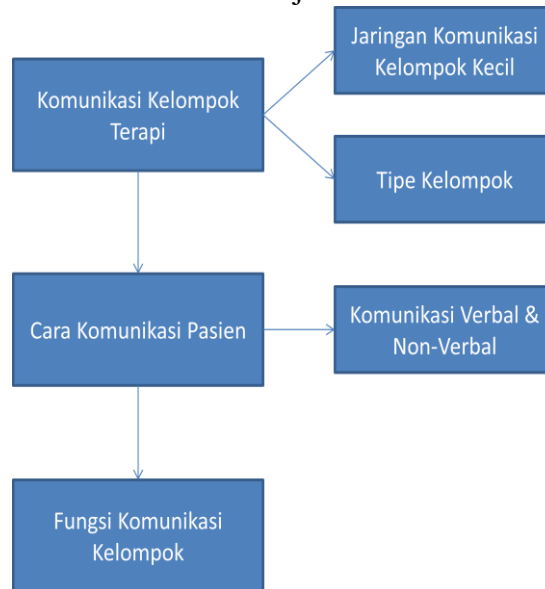 Jaringan Komunikasi
Kelompok Kecil
Komunikasi Kelompok
Terapi
Tipe Kelompok
Cara Komunikasi Pasien
Komunikasi Verbal &
Non-Verbal
Fungsi Komunikasi
Kelompok